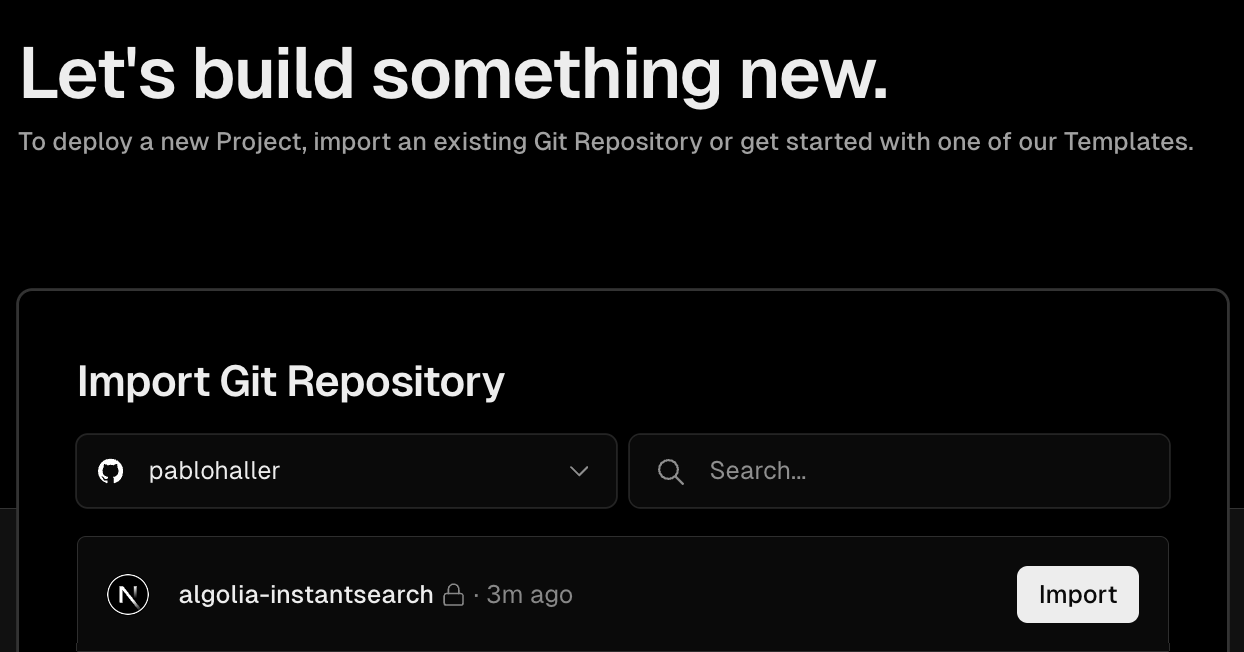 Let's build something new.
To deploy a new Project, import an existing Git Repository or get started with one of our Templates.
Import Git Repository
pablohaller
Search...
algolia-instantsearch · 3m ago
Import